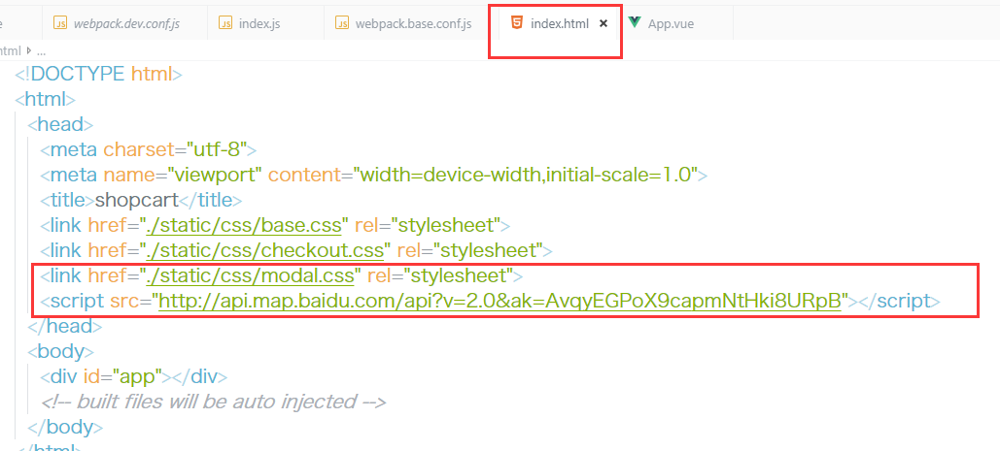 webpack.dev.conf.js index.js webpack.base.conf.js index.html × App.vue
html › ...
<!DOCTYPE html>
<html>
<head>
<meta charset="utf-8">
<meta name="viewport" content="width=device-width,initial-scale=1.0">
<title>shopcart</title>
<link href="./static/css/base.css" rel="stylesheet">
<link href="./static/css/checkout.css" rel="stylesheet">
<link href="./static/css/modal.css" rel="stylesheet">
<script src="http://api.map.baidu.com/api?v=2.0&ak=AvqyEGPoX9capmNtHki8URpB"></script>
</head>
<body>
<div id="app"></div>
<!-- built files will be auto injected -->
</body>
</html>